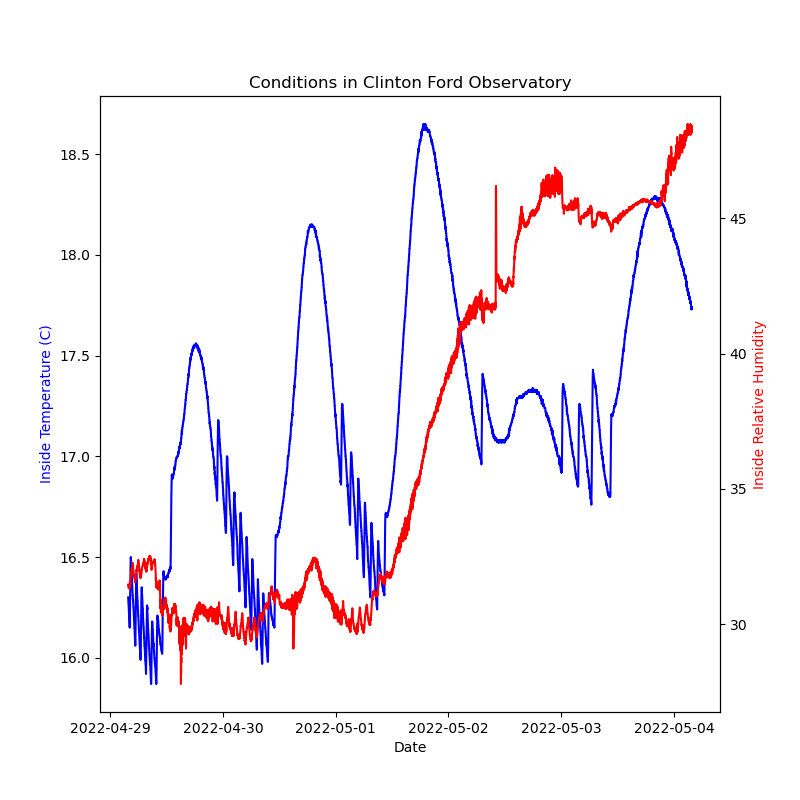 Conditions in Clinton Ford Observatory
Inside Temperature (C)
18.5
18.0
17.5
17.0
16.5
16.0
45
40
35
30
Inside Relative Humidity
2022-04-29 2022-04-30 2022-05-01 2022-05-02 2022-05-03 2022-05-04
Date